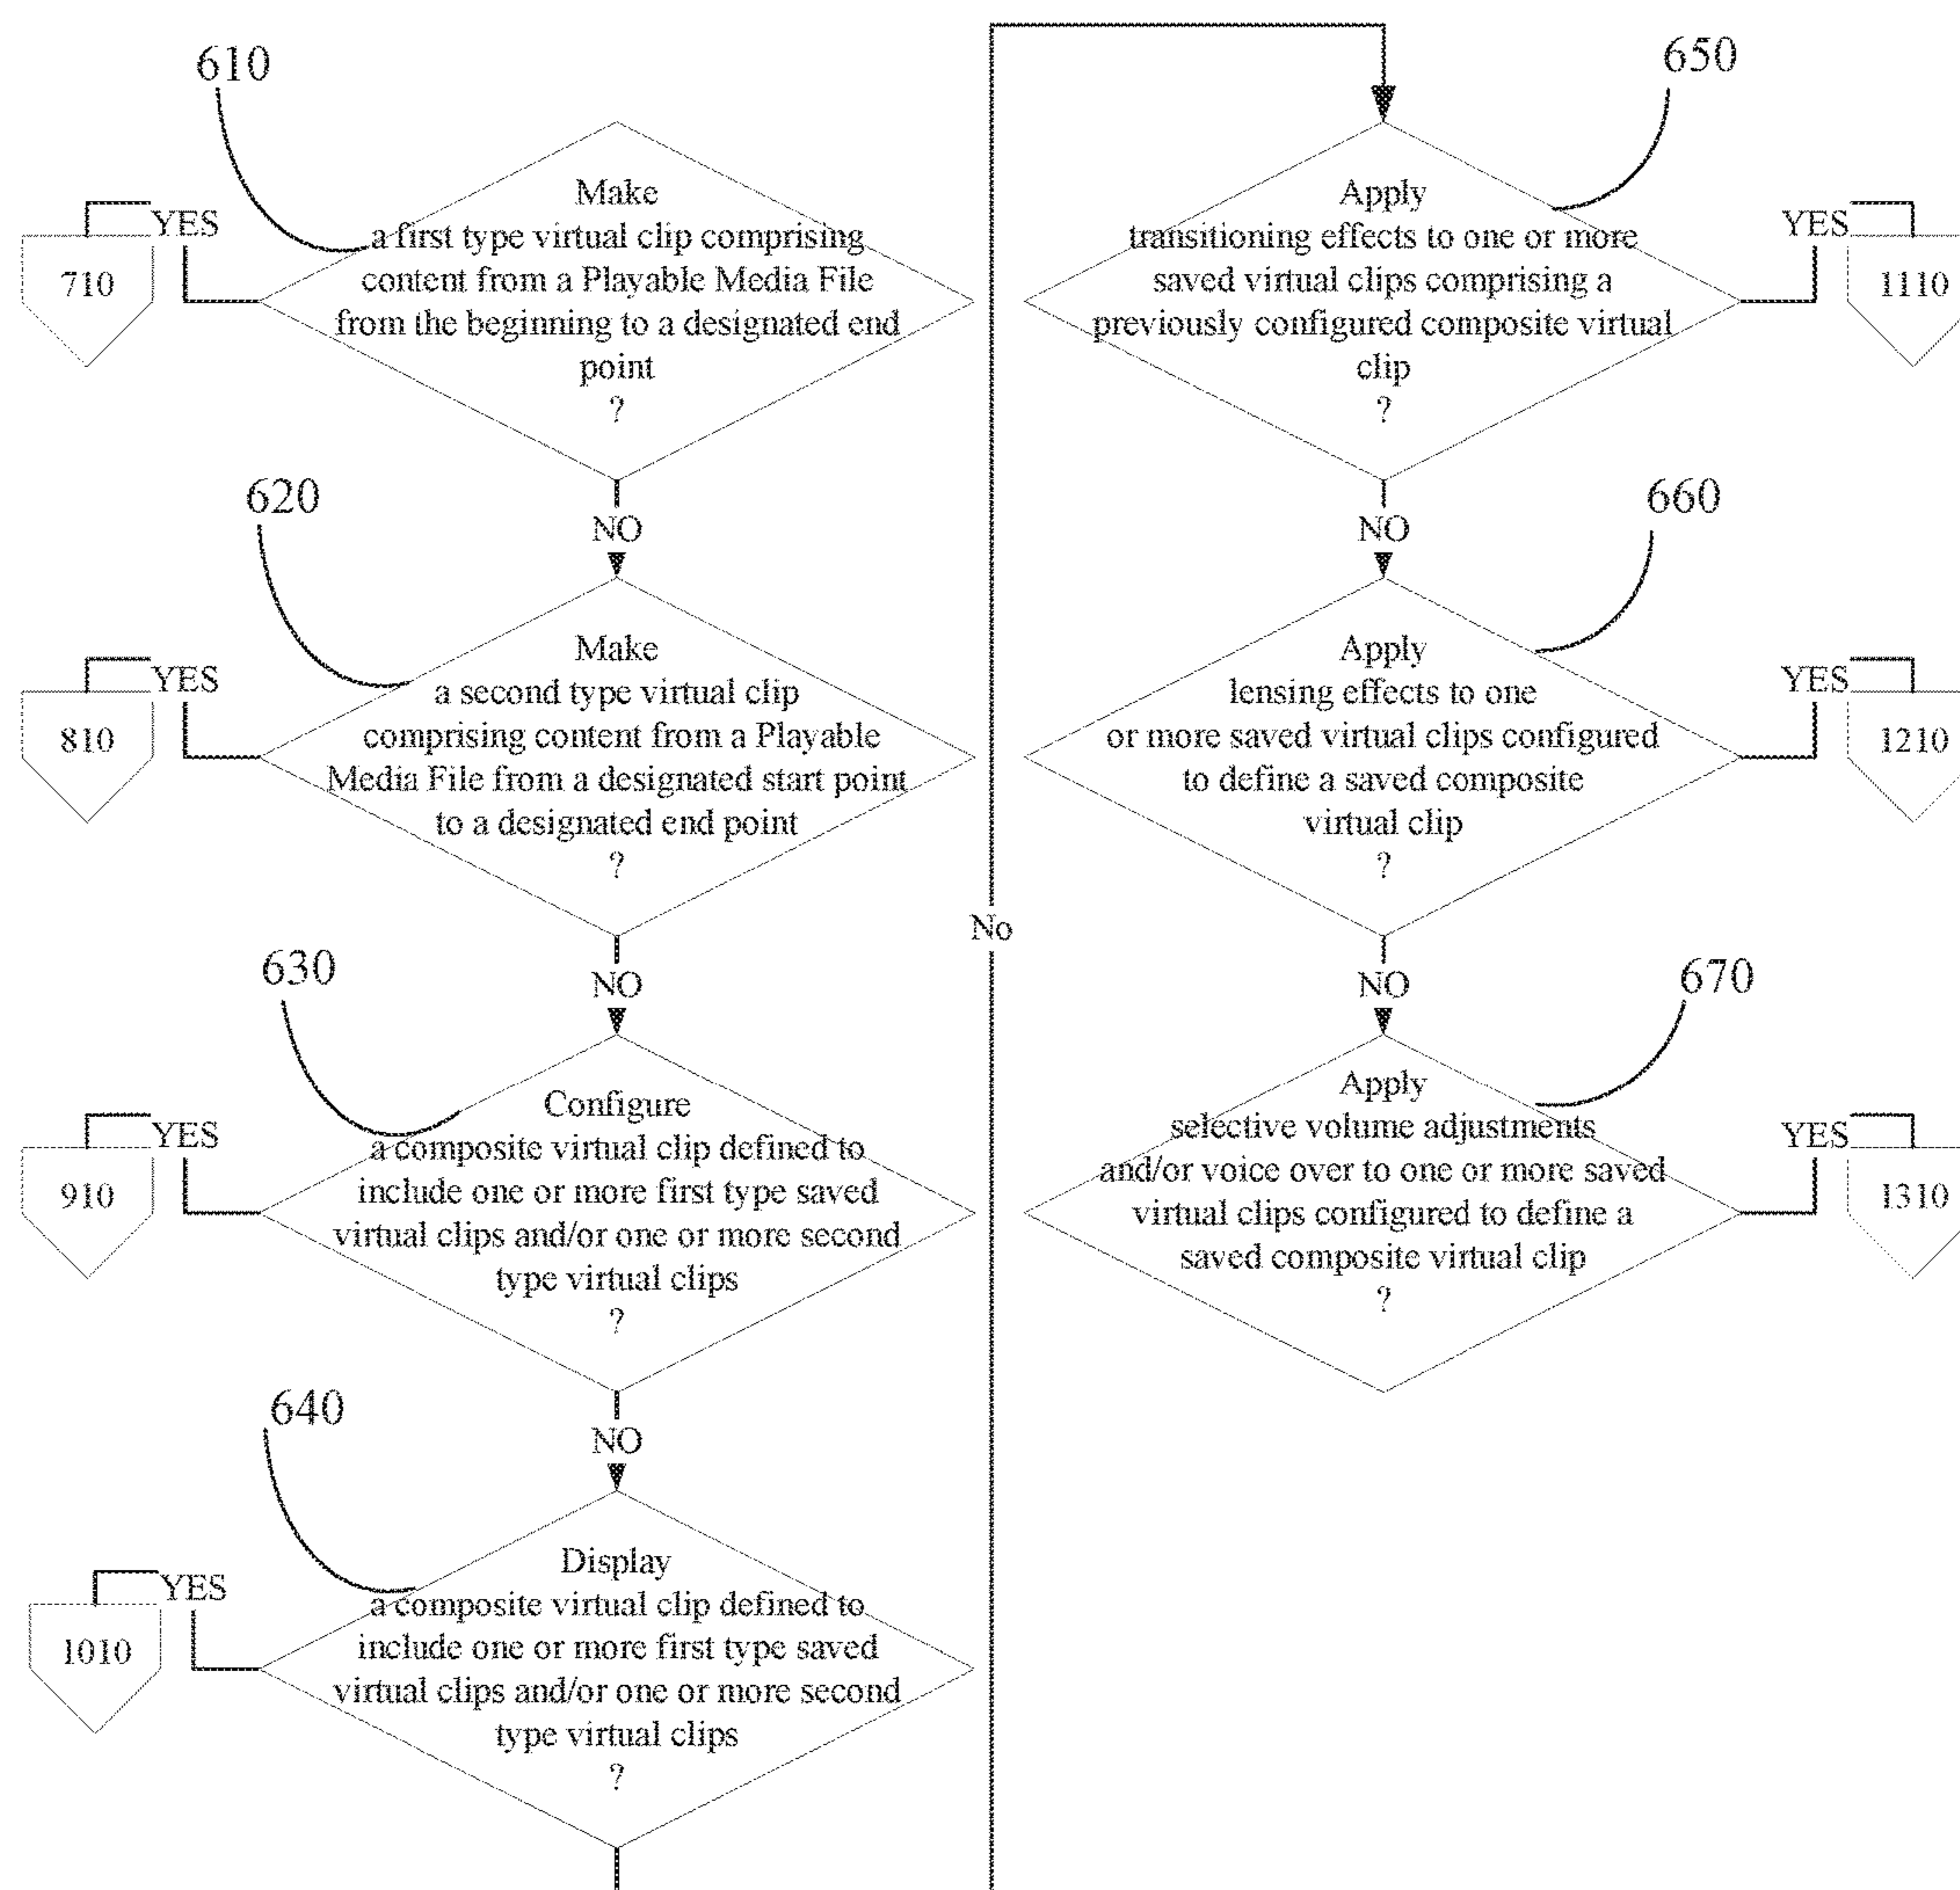 610
Make
a first type virtual clip comprising
content from a Playable Media File
from the beginning to a designated end
point
?
YES
710
NO
620
Make
a second type virtual clip
comprising content from a Playable
Media File from a designated start point
to a designated end point
?
YES
810
NO
630
Configure
a composite virtual clip defined to
include one or more first type saved
virtual clips and/or one or more second
type virtual clips
?
YES
910
NO
640
Display
a composite virtual clip defined to
include one or more first type saved
virtual clips and/or one or more second
type virtual clips
?
YES
1010
No
650
Apply
transitioning effects to one or more
saved virtual clips comprising a
previously configured composite virtual
clip
?
YES
1110
NO
660
Apply
lensing effects to one
or more saved virtual clips configured
to define a saved composite
virtual clip
?
YES
1210
NO
670
Apply
selective volume adjustments
and/or voice over to one or more saved
virtual clips configured to define a
saved composite virtual clip
?
YES
1310